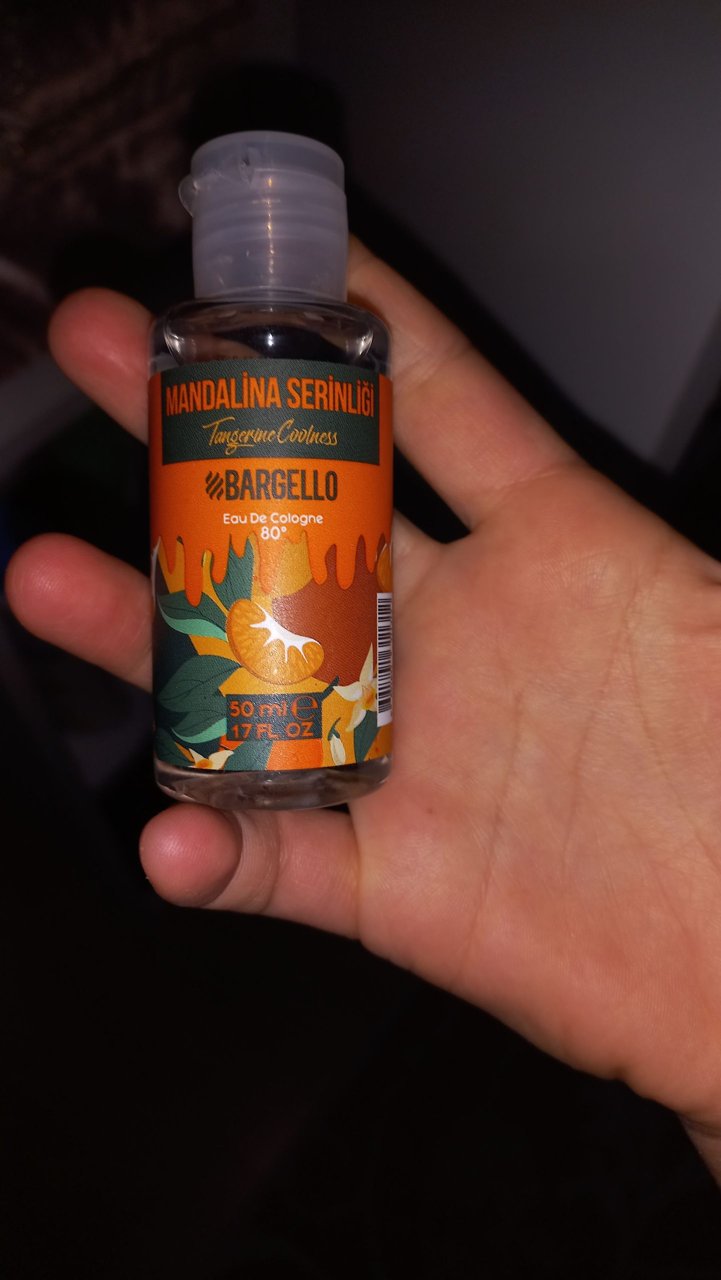 MANDALİNA SERİNLİĞİ
Tangerine Coolness
BARGELLO
Eau De Cologne
80°
50 ml ℮
17 FL. OZ